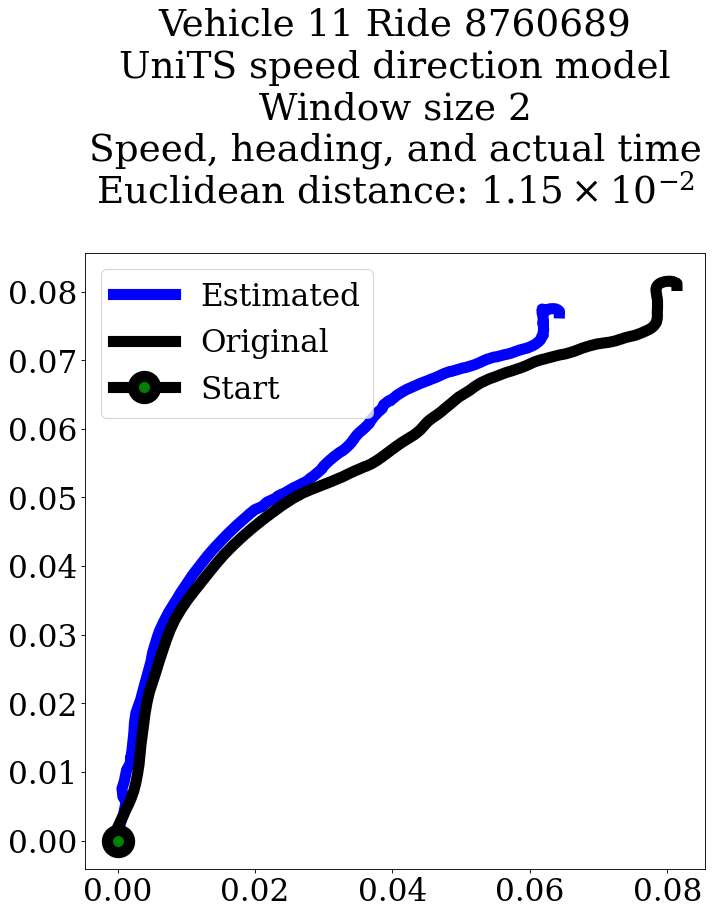 Vehicle 11 Ride 8760689
UniTS speed direction model
Window size 2
Speed, heading, and actual time
Euclidean distance: 1.15 × 10⁻²
Estimated
Original
Start
0.08
0.07
0.06
0.05
0.04
0.03
0.02
0.01
0.00
0.00 0.02 0.04 0.06 0.08